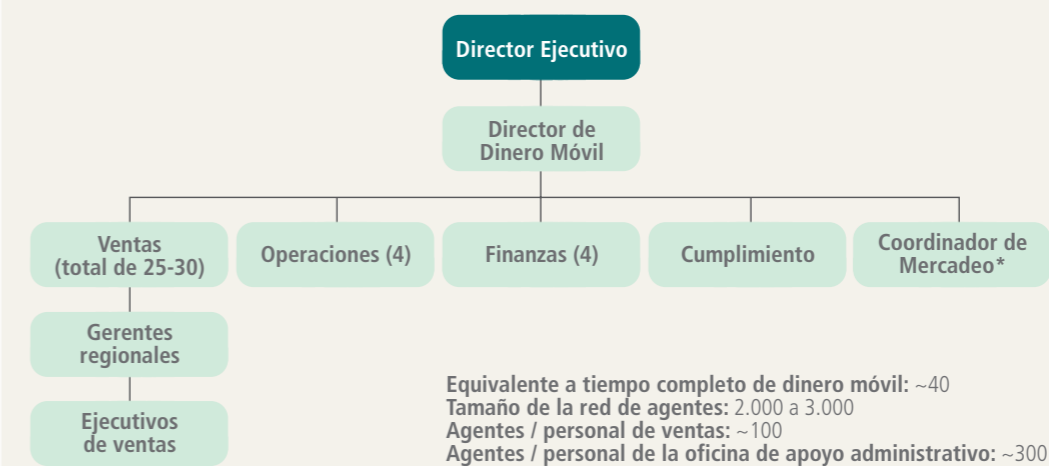 Director Ejecutivo
Director de
Dinero Móvil
Ventas
(total de 25-30)
Operaciones (4)
Finanzas (4)
Cumplimiento
Coordinador de
Mercadeo*
Gerentes
regionales
Ejecutivos
de ventas
Equivalente a tiempo completo de dinero móvil: ~40
Tamaño de la red de agentes: 2.000 a 3.000
Agentes / personal de ventas: ~100
Agentes / personal de la oficina de apoyo administrativo: ~300